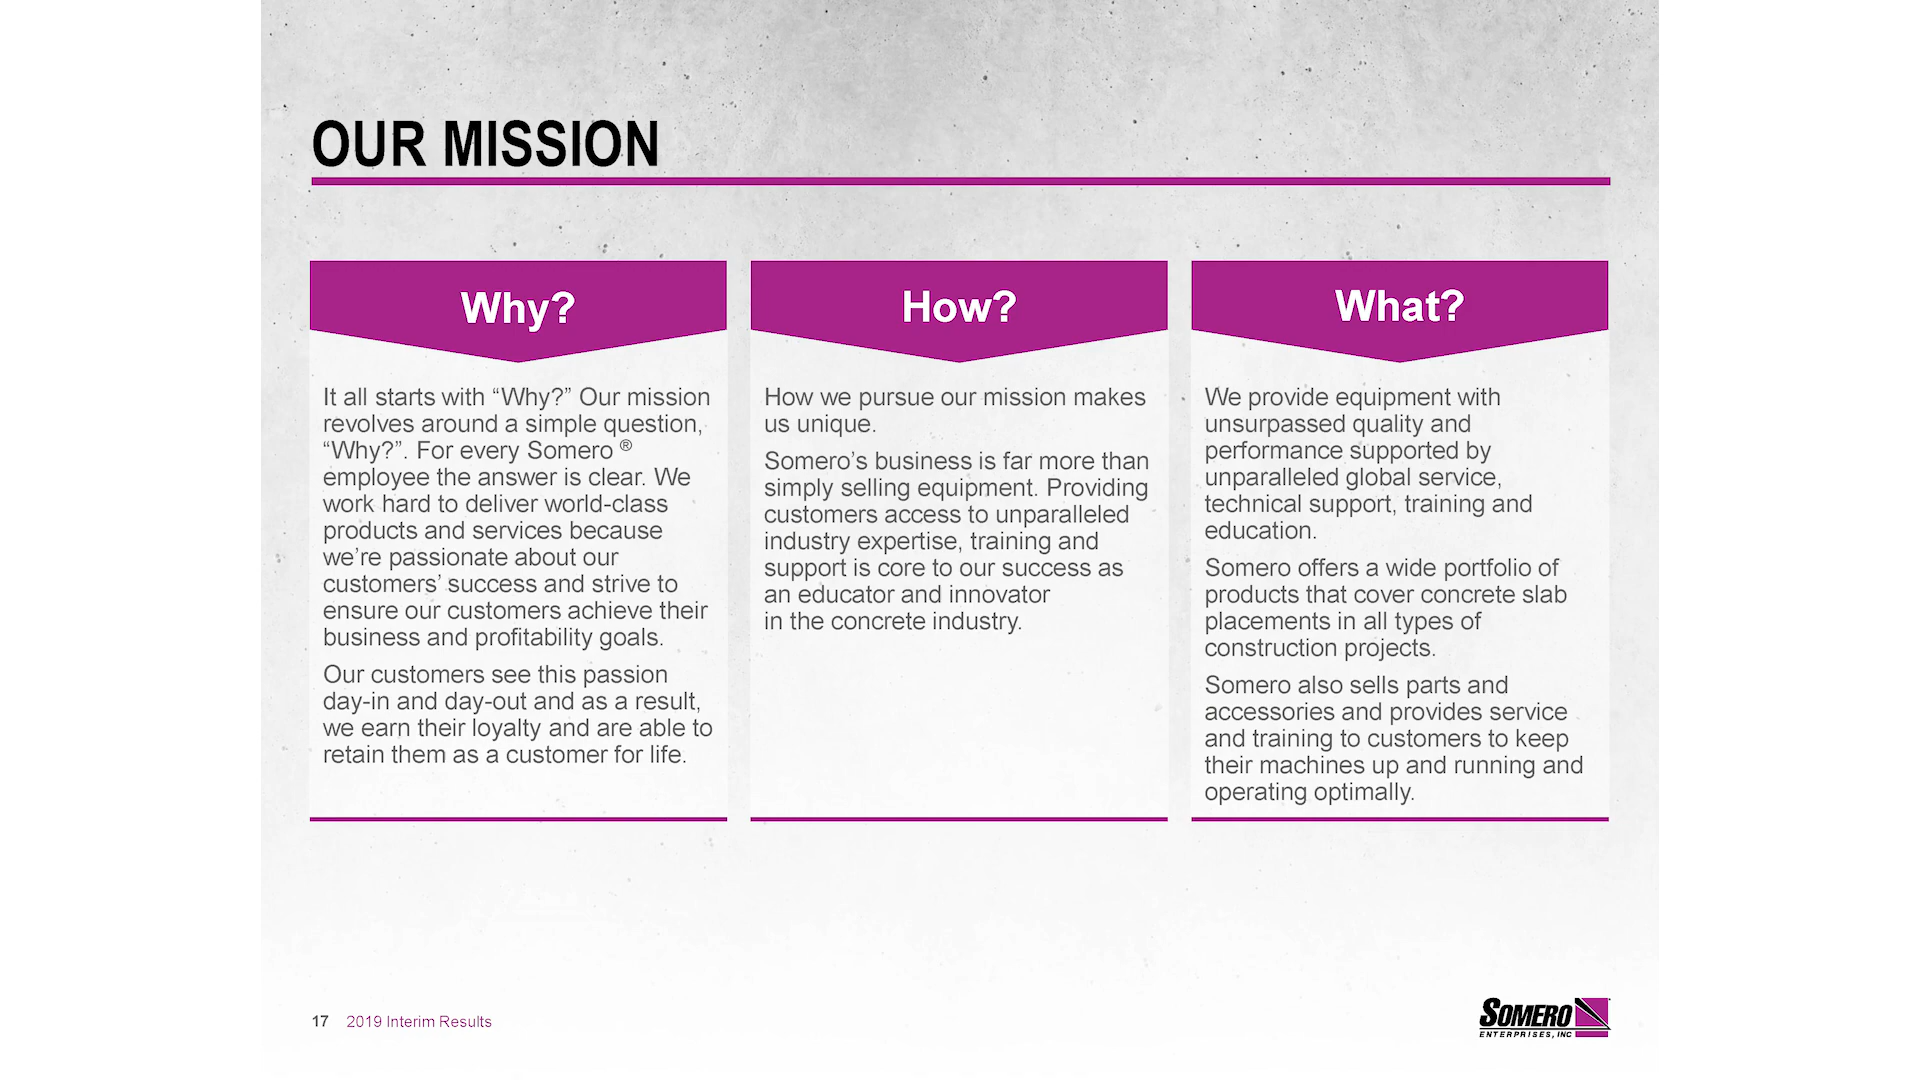 OUR MISSION
Why?
It all starts with “Why?” Our mission
revolves around a simple question,
“Why?”. For every Somero ®
employee the answer is clear. We
work hard to deliver world-class
products and services because
we’re passionate about our
customers’ success and strive to
ensure our customers achieve their
business and profitability goals.
Our customers see this passion
day-in and day-out and as a result,
we earn their loyalty and are able to
retain them as a customer for life.
How?
How we pursue our mission makes
us unique.
Somero’s business is far more than
simply selling equipment. Providing
customers access to unparalleled
industry expertise, training and
support is core to our success as
an educator and innovator
in the concrete industry.
What?
We provide equipment with
unsurpassed quality and
performance supported by
unparalleled global service,
technical support, training and
education.
Somero offers a wide portfolio of
products that cover concrete slab
placements in all types of
construction projects.
Somero also sells parts and
accessories and provides service
and training to customers to keep
their machines up and running and
operating optimally.
17 2019 Interim Results
SOMERO
ENTERPRISES, INC